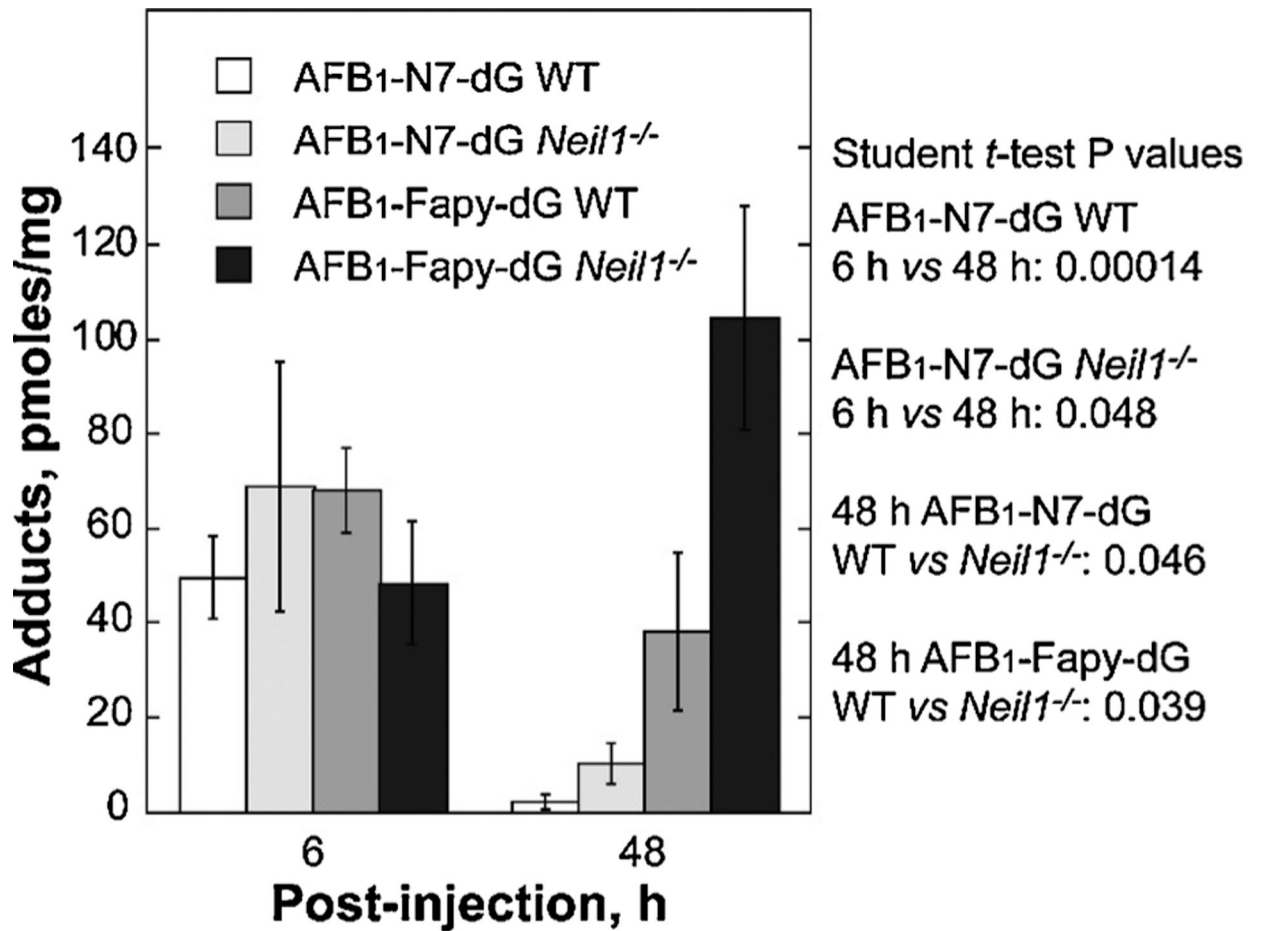 AFB1-N7-dG WT
AFB1-N7-dG Neil1-/-
AFB1-Fapy-dG WT
AFB1-Fapy-dG Neil1-/-
Adducts, pmoles/mg
140
120
100
80
60
40
20
0
6
48
Post-injection, h
Student t-test P values
AFB1-N7-dG WT
6 h vs 48 h: 0.00014
AFB1-N7-dG Neil1-/-
6 h vs 48 h: 0.048
48 h AFB1-N7-dG
WT vs Neil1-/-: 0.046
48 h AFB1-Fapy-dG
WT vs Neil1-/-: 0.039